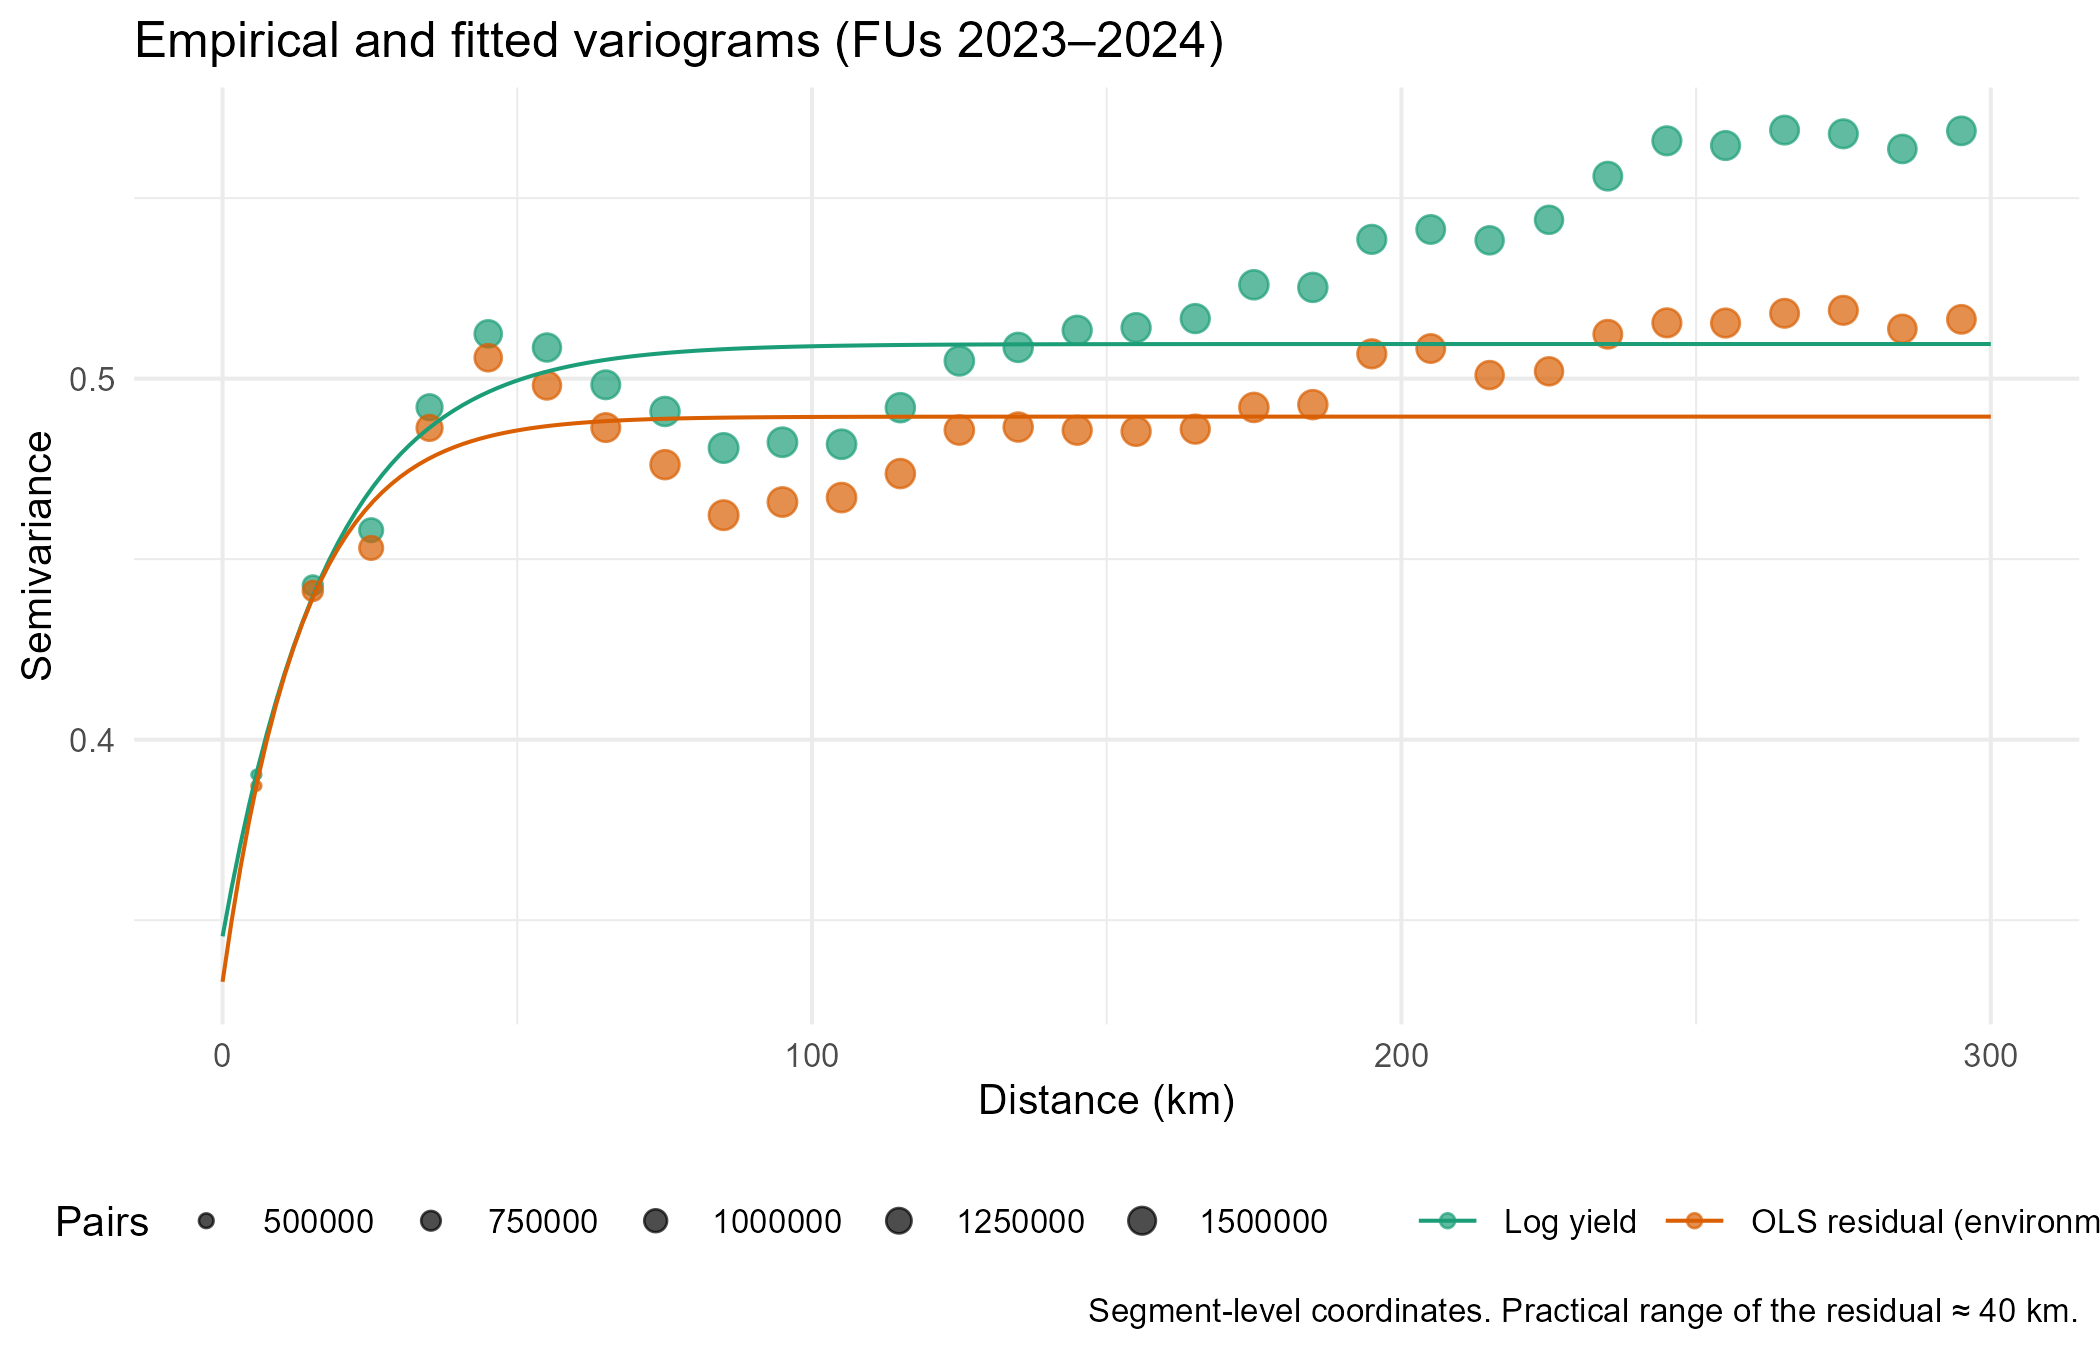 Empirical and fitted variograms (FUs 2023–2024)
Semivariance
0.5
0.4
0 100 200 300
Distance (km)
Pairs 500000 750000 1000000 1250000 1500000 Log yield OLS residual (environm
Segment-level coordinates. Practical range of the residual ≈ 40 km.